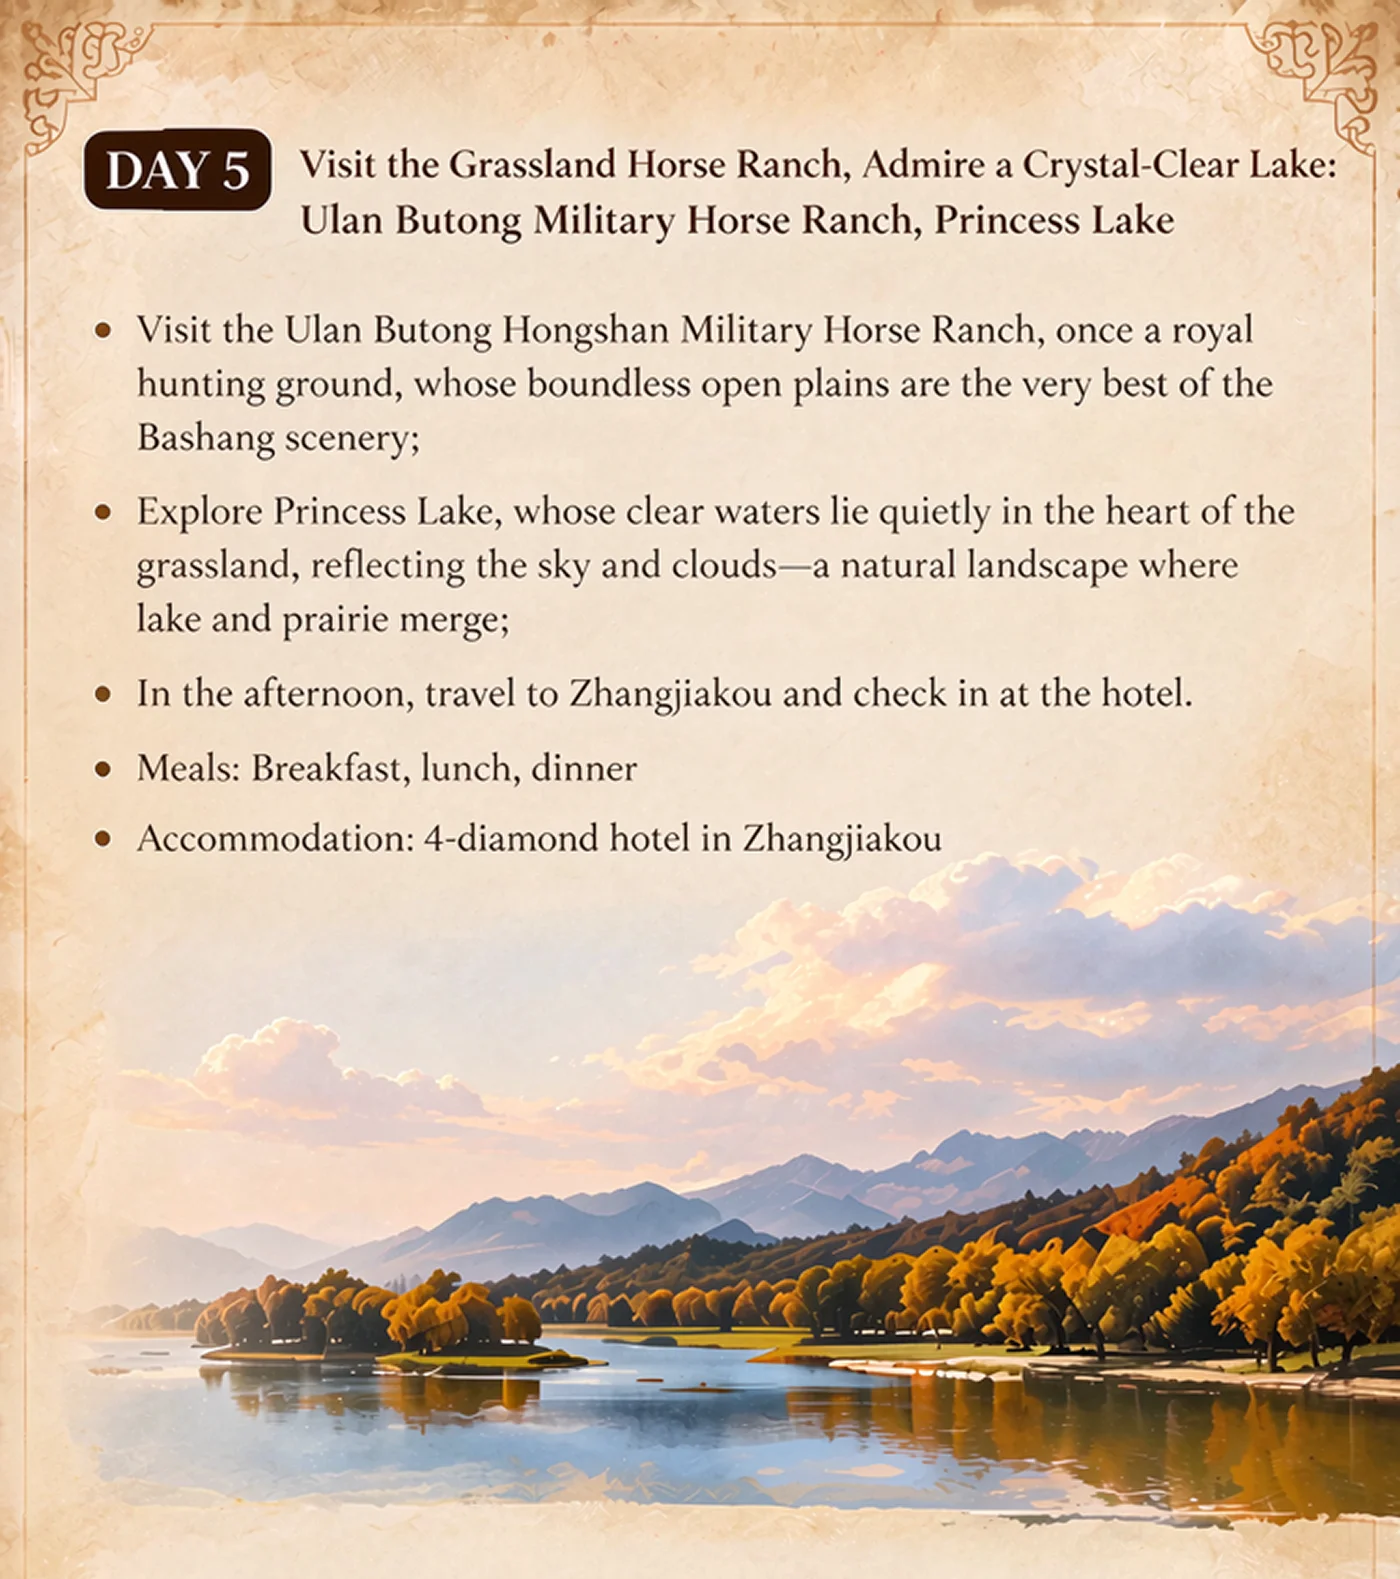 DAY 5
Visit the Grassland Horse Ranch, Admire a Crystal-Clear Lake:
Ulan Butong Military Horse Ranch, Princess Lake
• Visit the Ulan Butong Hongshan Military Horse Ranch, once a royal
hunting ground, whose boundless open plains are the very best of the
Bashang scenery;
• Explore Princess Lake, whose clear waters lie quietly in the heart of the
grassland, reflecting the sky and clouds—a natural landscape where
lake and prairie merge;
• In the afternoon, travel to Zhangjiakou and check in at the hotel.
• Meals: Breakfast, lunch, dinner
• Accommodation: 4-diamond hotel in Zhangjiakou